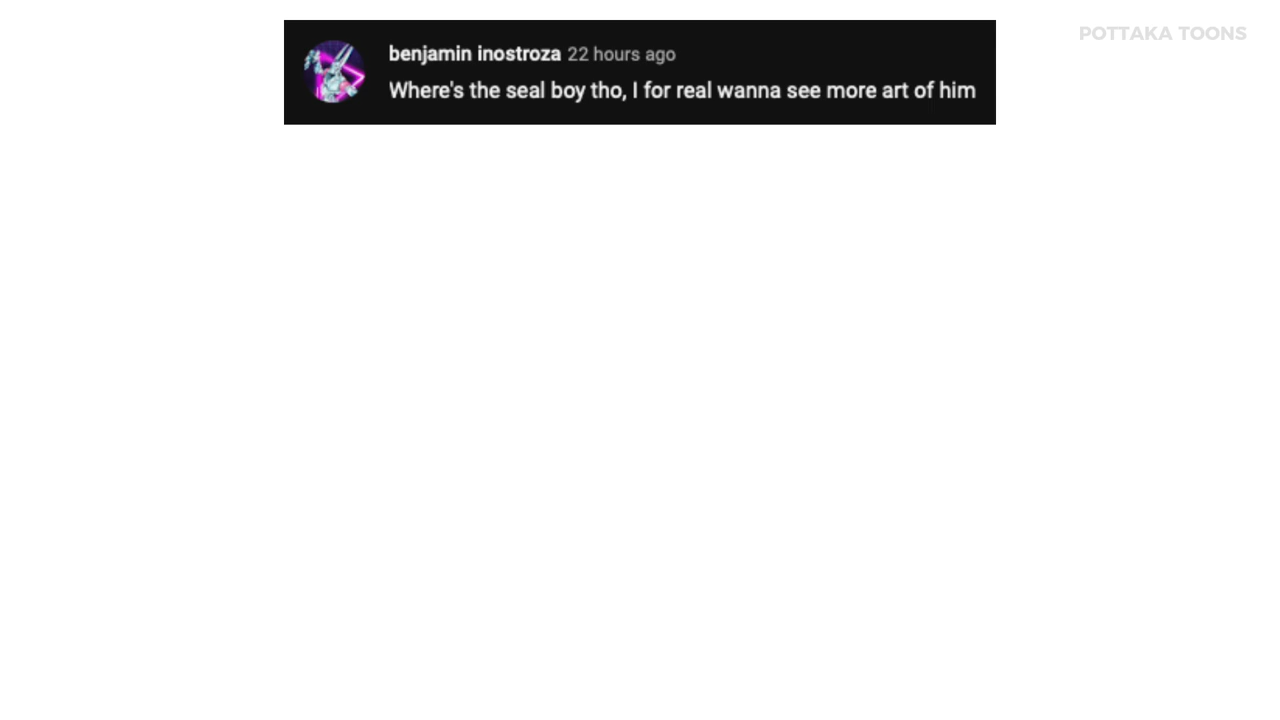 POTTAKA TOONS
benjamin inostroza 22 hours ago
Where's the seal boy tho, I for real wanna see more art of him